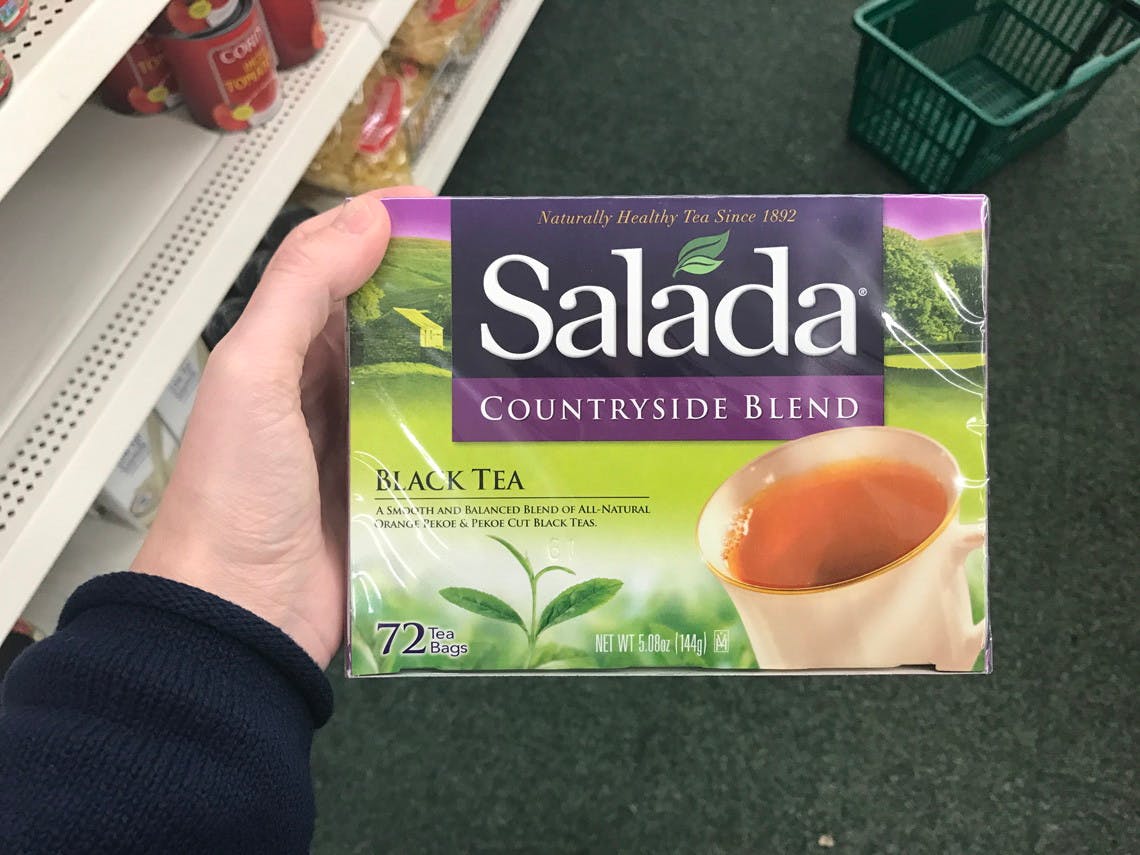 Naturally Healthy Tea Since 1892
Salada®
COUNTRYSIDE BLEND
BLACK TEA
A SMOOTH AND BALANCED BLEND OF ALL-NATURAL
ORANGE PEKOE & PEKOE CUT BLACK TEAS.
72 Tea
Bags
NET WT 5.08oz (144g)